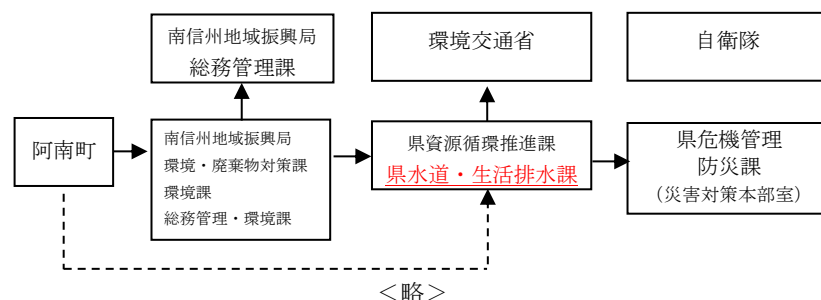 南信州地域振興局
総務管理課
環境交通省
自衛隊
阿南町
南信州地域振興局
環境・廃棄物対策課
環境課
総務管理・環境課
県資源循環推進課
県水道・生活排水課
県危機管理
防災課
（災害対策本部室）
＜略＞